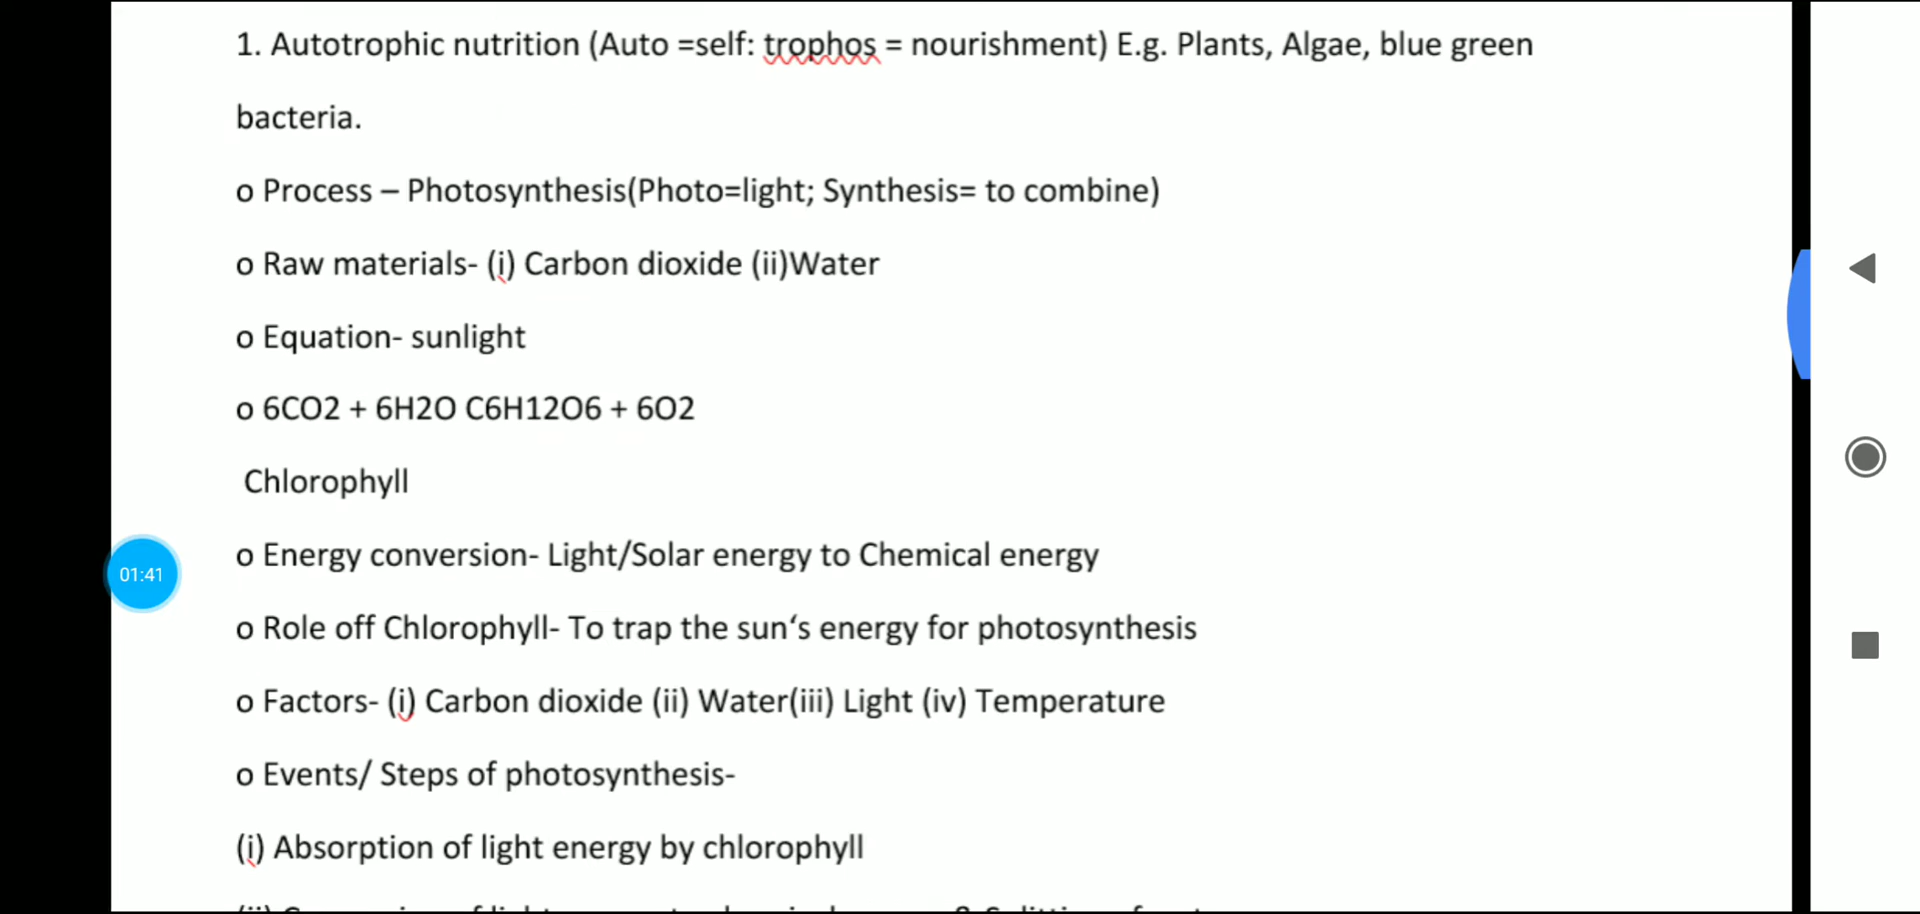 1. Autotrophic nutrition (Auto =self: trophos = nourishment) E.g. Plants, Algae, blue green
bacteria.
o Process – Photosynthesis(Photo=light; Synthesis= to combine)
o Raw materials- (i) Carbon dioxide (ii)Water
o Equation- sunlight
o 6CO2 + 6H2O C6H12O6 + 6O2
Chlorophyll
o Energy conversion- Light/Solar energy to Chemical energy
01:41
o Role off Chlorophyll- To trap the sun‘s energy for photosynthesis
o Factors- (i) Carbon dioxide (ii) Water(iii) Light (iv) Temperature
o Events/ Steps of photosynthesis-
(i) Absorption of light energy by chlorophyll